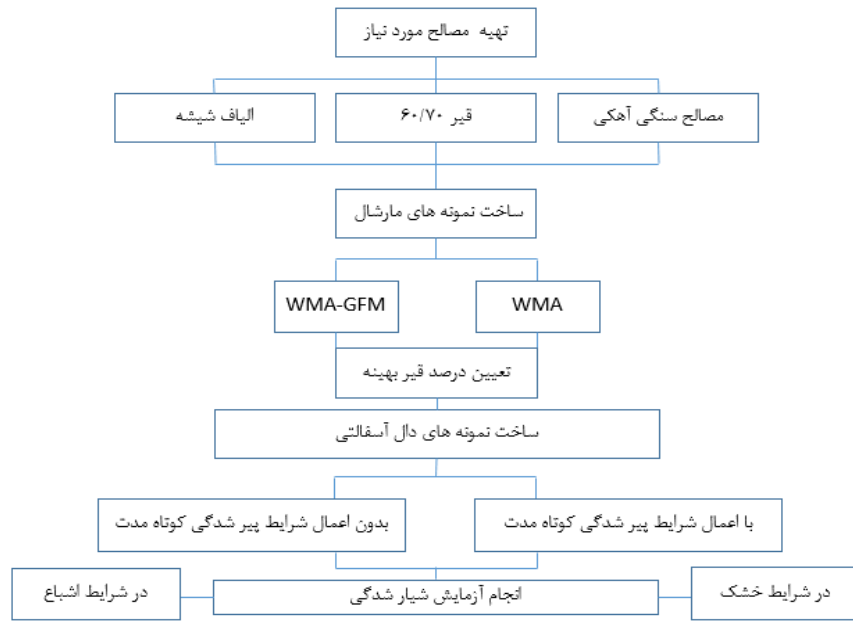 تهیه مصالح مورد نیاز
مصالح سنگی آهکی
قیر ۶۰/۷۰
الیاف شیشه
ساخت نمونه های مارشال
WMA
WMA-GFM
تعیین درصد قیر بهینه
ساخت نمونه های دال آسفالتی
با اعمال شرایط پیر شدگی کوتاه مدت
بدون اعمال شرایط پیر شدگی کوتاه مدت
در شرایط خشک
انجام آزمایش شیار شدگی
در شرایط اشباع